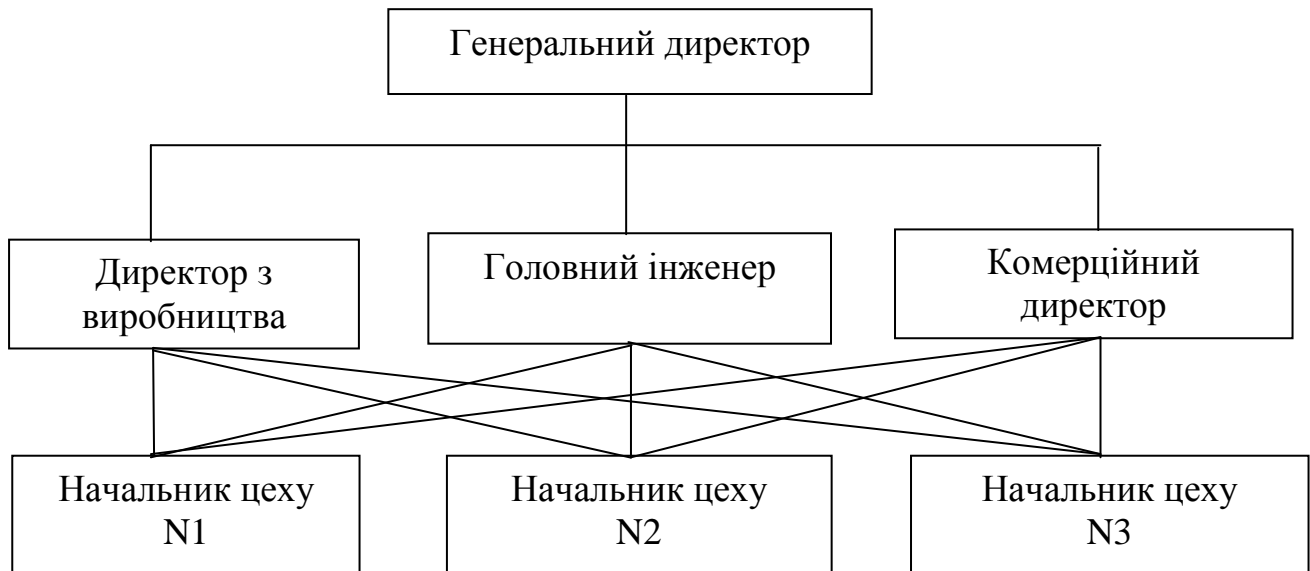 Генеральний директор
Директор з
виробництва
Головний інженер
Комерційний
директор
Начальник цеху
N1
Начальник цеху
N2
Начальник цеху
N3